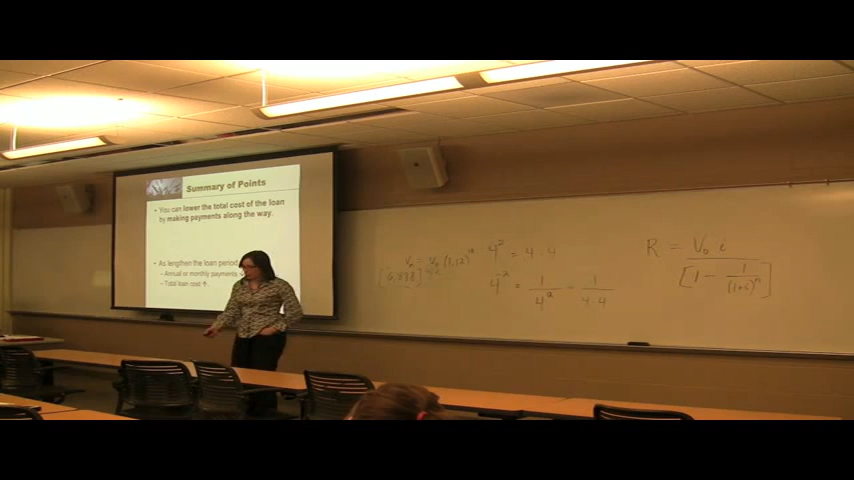 Summary of Points
• You can lower the total cost of the loan
by making payments along the way.
• As lengthen the loan period
– Annual or monthly payments
– Total loan cost ↑.
4² = 4 · 4
4⁻² = 1/4² = 1/4·4
R = V₀ i / [1 - 1/(1+i)ⁿ]